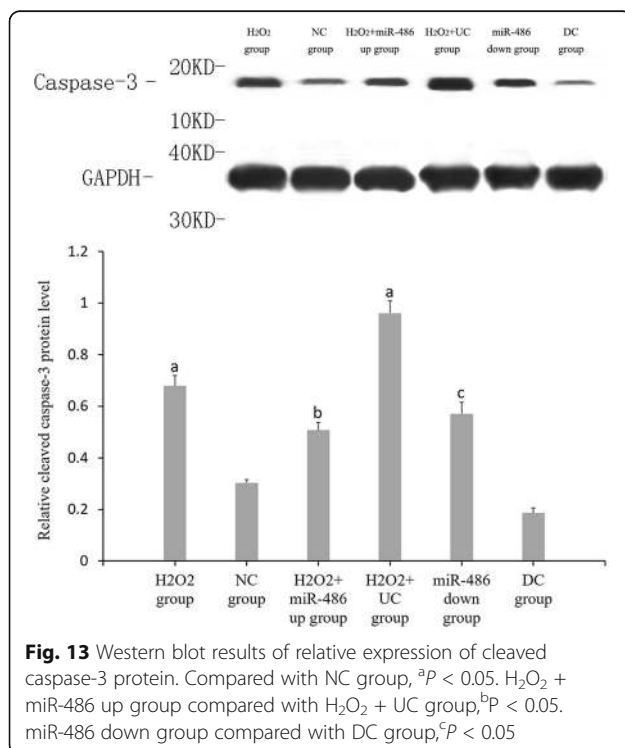 H2O2 NC H2O2+miR-486 H2O2+UC miR-486 DC
group group up group group down group group
20KD-
Caspase-3 -
10KD-
40KD-
GAPDH-
30KD-
1.2
1
0.8
0.6
0.4
0.2
0
Relative cleaved caspase-3 protein level
a
b
a
c
H2O2 NC H2O2+ H2O2+ miR-486 DC
group group miR-486 UC down group
up group group group
Fig. 13 Western blot results of relative expression of cleaved
caspase-3 protein. Compared with NC group, ᵃP < 0.05. H₂O₂ +
miR-486 up group compared with H₂O₂ + UC group,ᵇP < 0.05.
miR-486 down group compared with DC group,ᶜP < 0.05